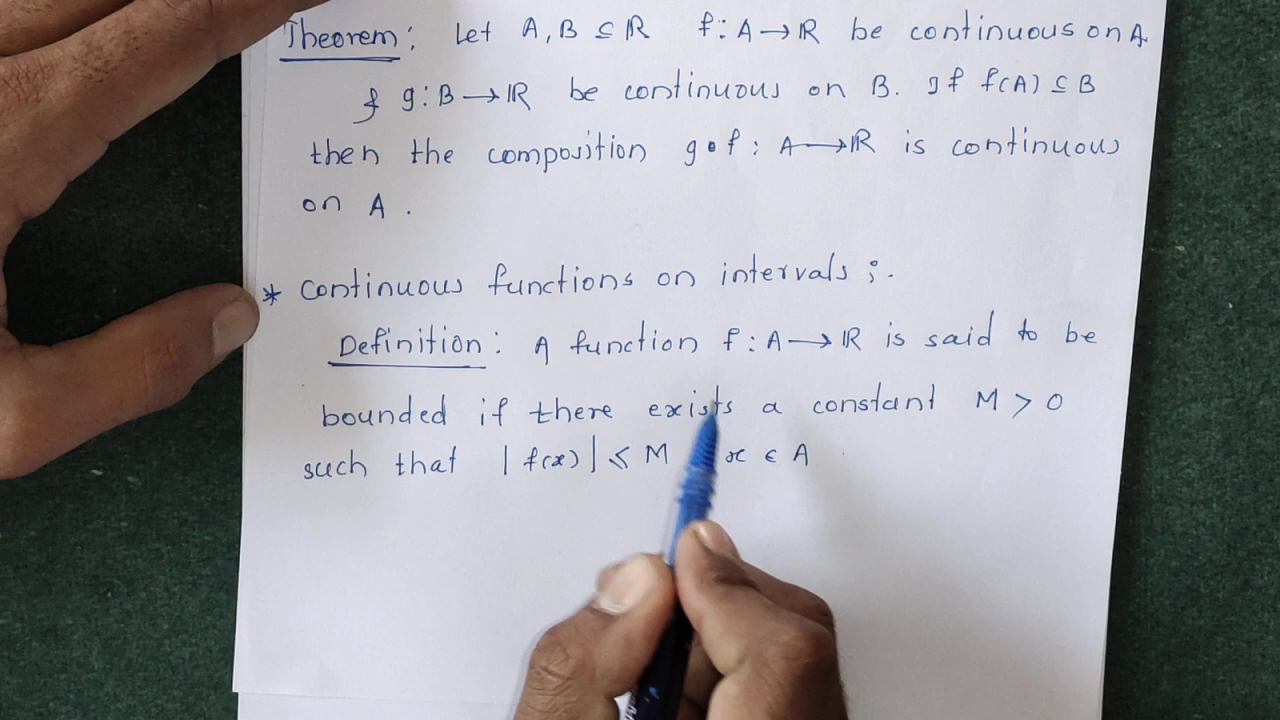 Theorem: Let A, B ⊆ ℝ f: A → ℝ be continuous on A.
& g: B → ℝ be continuous on B. If f(A) ⊆ B
then the composition g∘f : A → ℝ is continuous
on A.
* continuous functions on intervals ;.
Definition: A function f: A → ℝ is said to be
bounded if there exists a constant M > 0
such that |f(x)| ≤ M x ∈ A